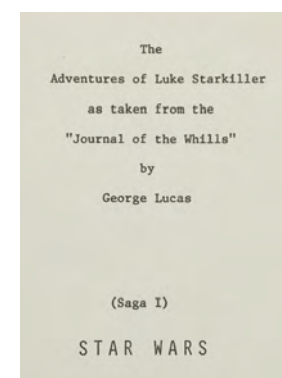 The
Adventures of Luke Starkiller
as taken from the
"Journal of the Whills"
by
George Lucas
(Saga I)
STAR WARS